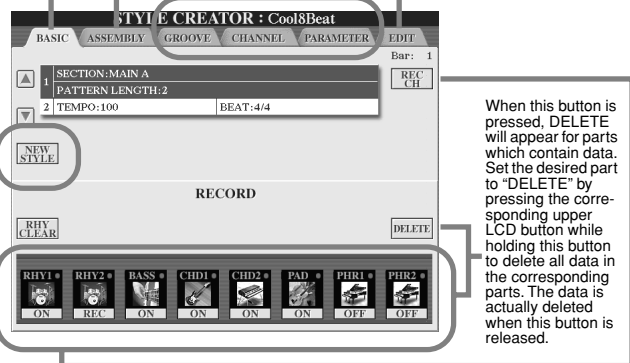 STYLE CREATOR : Cool8Beat
BASIC ASSEMBLY GROOVE CHANNEL PARAMETER EDIT
Bar: 1
1 SECTION:MAIN A
PATTERN LENGTH:2
2 TEMPO:100 BEAT:4/4
REC
CH
NEW
STYLE
RECORD
RHY
CLEAR
DELETE
RHY1 RHY2 BASS CHD1 CHD2 PAD PHR1 PHR2
ON REC ON ON ON ON OFF OFF
When this button is
pressed, DELETE
will appear for parts
which contain data.
Set the desired part
to “DELETE” by
pressing the corre-
sponding upper
LCD button while
holding this button
to delete all data in
the corresponding
parts. The data is
actually deleted
when this button is
released.